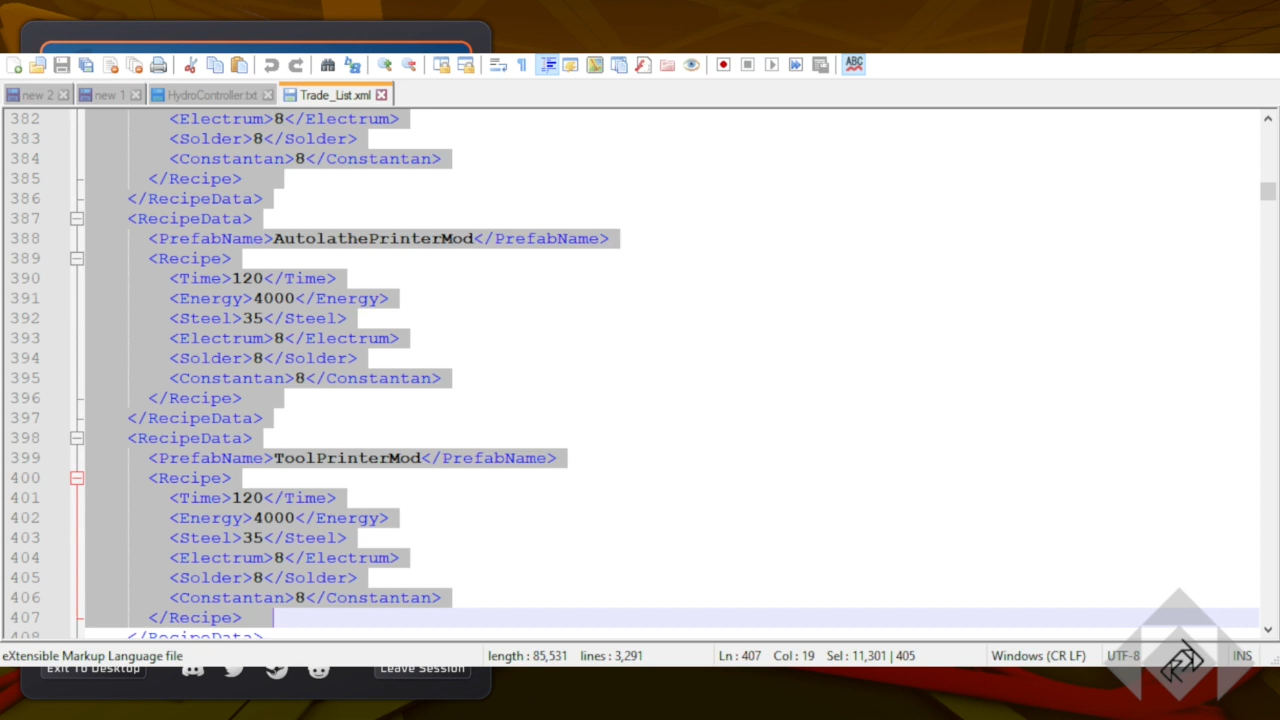 new 2
new 1
HydroController.txt
Trade_List.xml
382 <Electrum>8</Electrum>
383 <Solder>8</Solder>
384 <Constantan>8</Constantan>
385 </Recipe>
386 </RecipeData>
387 <RecipeData>
388 <PrefabName>AutolathePrinterMod</PrefabName>
389 <Recipe>
390 <Time>120</Time>
391 <Energy>4000</Energy>
392 <Steel>35</Steel>
393 <Electrum>8</Electrum>
394 <Solder>8</Solder>
395 <Constantan>8</Constantan>
396 </Recipe>
397 </RecipeData>
398 <RecipeData>
399 <PrefabName>ToolPrinterMod</PrefabName>
400 <Recipe>
401 <Time>120</Time>
402 <Energy>4000</Energy>
403 <Steel>35</Steel>
404 <Electrum>8</Electrum>
405 <Solder>8</Solder>
406 <Constantan>8</Constantan>
407 </Recipe>
408 </RecipeData>
eXtensible Markup Language file length : 85,531 lines : 3,291 Ln : 407 Col : 19 Sel : 11,301 | 405 Windows (CR LF) UTF-8 INS
Exit To Desktop Leave Session